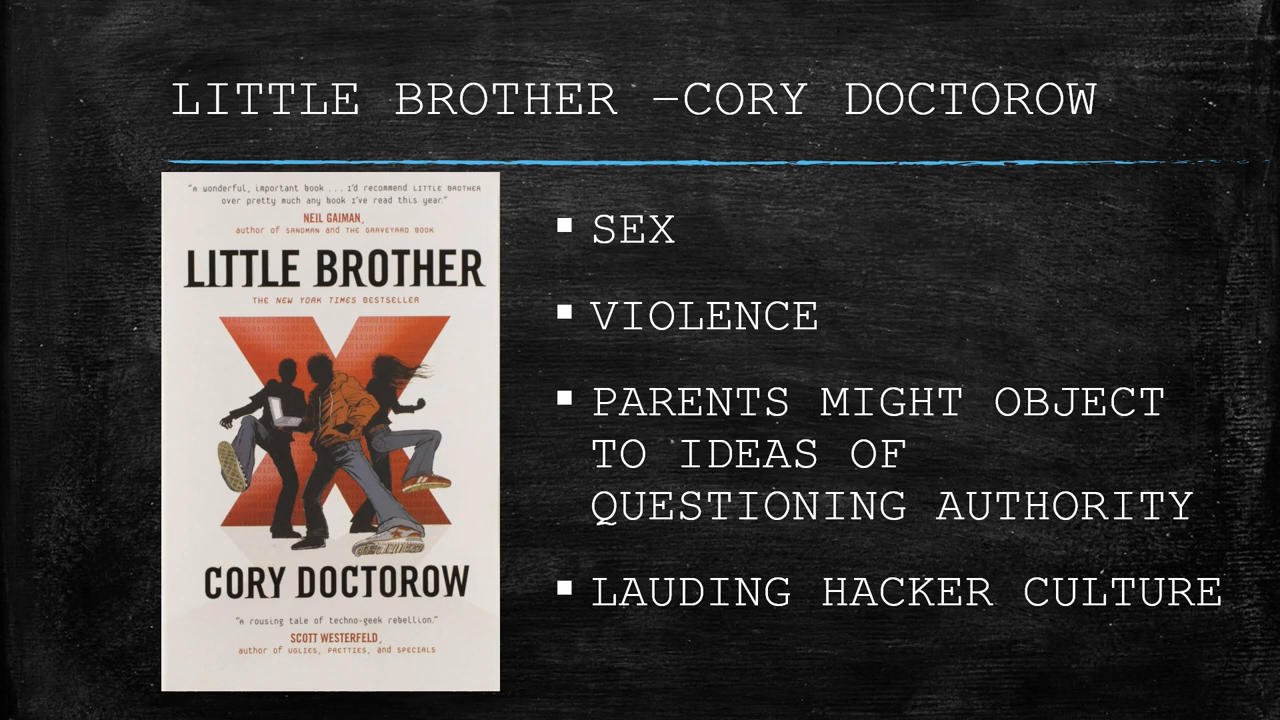 LITTLE BROTHER –CORY DOCTOROW
"A wonderful, important book ... I'd recommend LITTLE BROTHER
over pretty much any book I've read this year."
NEIL GAIMAN,
author of SANDMAN and THE GRAVEYARD BOOK
LITTLE BROTHER
THE NEW YORK TIMES BESTSELLER
CORY DOCTOROW
"A rousing tale of techno-geek rebellion."
SCOTT WESTERFELD,
author of UGLIES, PRETTIES, and SPECIALS
▪ SEX
▪ VIOLENCE
▪ PARENTS MIGHT OBJECT
TO IDEAS OF
QUESTIONING AUTHORITY
▪ LAUDING HACKER CULTURE